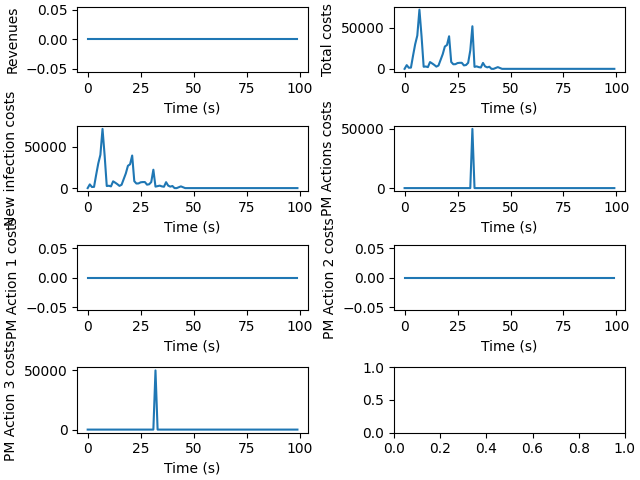 Revenues
0.05
0.00
−0.05
0 25 50 75 100
Time (s)
Total costs
50000
0
0 25 50 75 100
Time (s)
New infection costs
50000
0
0 25 50 75 100
Time (s)
PM Actions costs
50000
0
0 25 50 75 100
Time (s)
PM Action 1 costs
0.05
0.00
−0.05
0 25 50 75 100
Time (s)
PM Action 2 costs
0.05
0.00
−0.05
0 25 50 75 100
Time (s)
PM Action 3 costs
50000
0
0 25 50 75 100
Time (s)
1.0
0.5
0.0
0.0 0.2 0.4 0.6 0.8 1.0